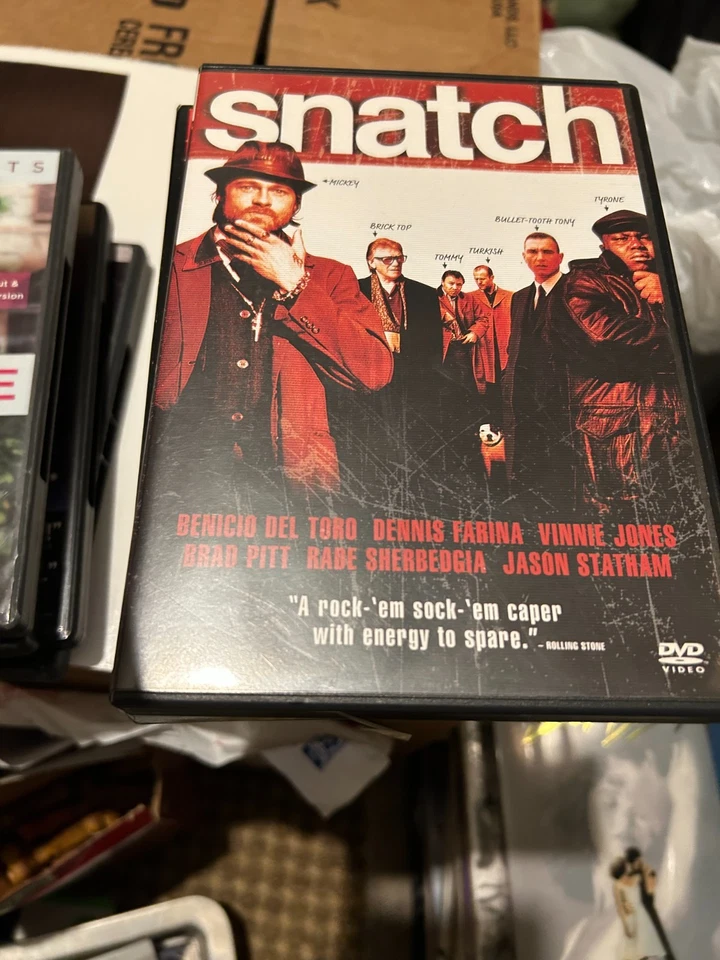 snatch
MICKEY
BRICK TOP
TOMMY
TURKISH
BULLET-TOOTH TONY
TYRONE
BENICIO DEL TORO DENNIS FARINA VINNIE JONES
BRAD PITT RADE SHERBEDGIA JASON STATHAM
"A rock-'em sock-'em caper
with energy to spare." - ROLLING STONE
DVD
VIDEO
TS
E